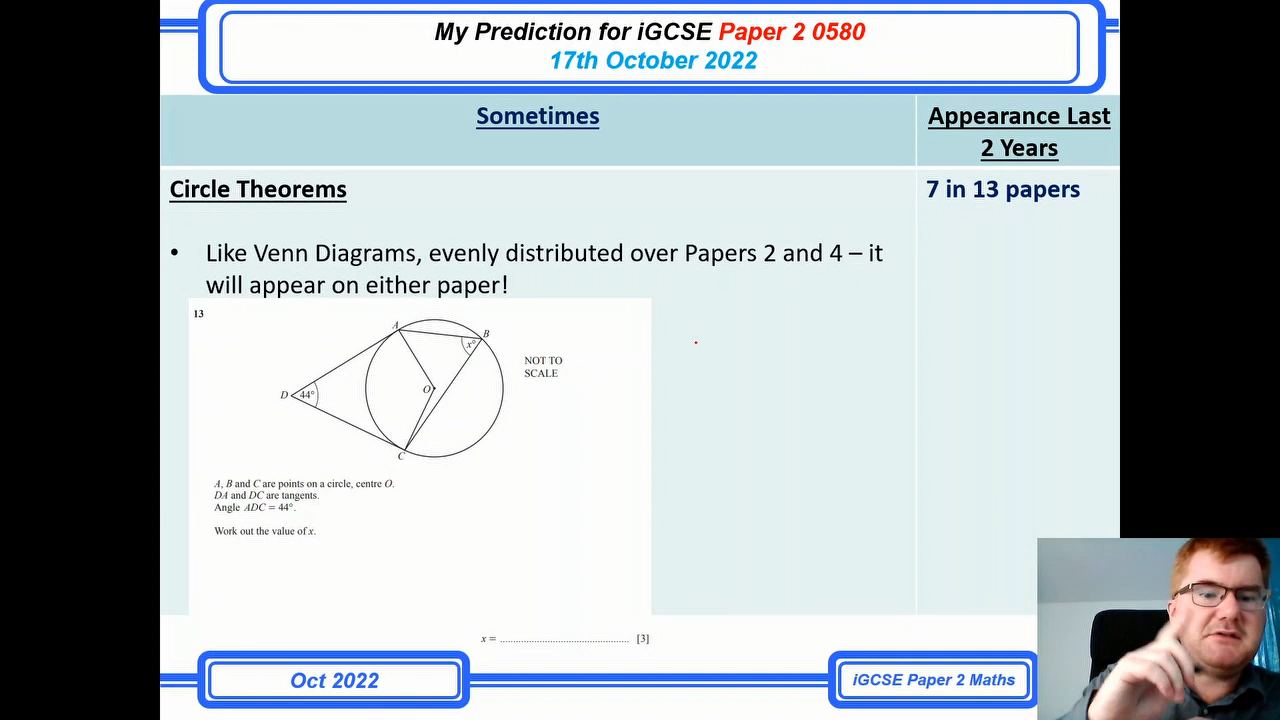 My Prediction for iGCSE Paper 2 0580
17th October 2022
Sometimes
Appearance Last
2 Years
Circle Theorems
7 in 13 papers
• Like Venn Diagrams, evenly distributed over Papers 2 and 4 – it
will appear on either paper!
13
A
B
x°
NOT TO
SCALE
D
44°
O
C
A, B and C are points on a circle, centre O.
DA and DC are tangents.
Angle ADC = 44°.
Work out the value of x.
x = .............................................. [3]
Oct 2022
iGCSE Paper 2 Maths